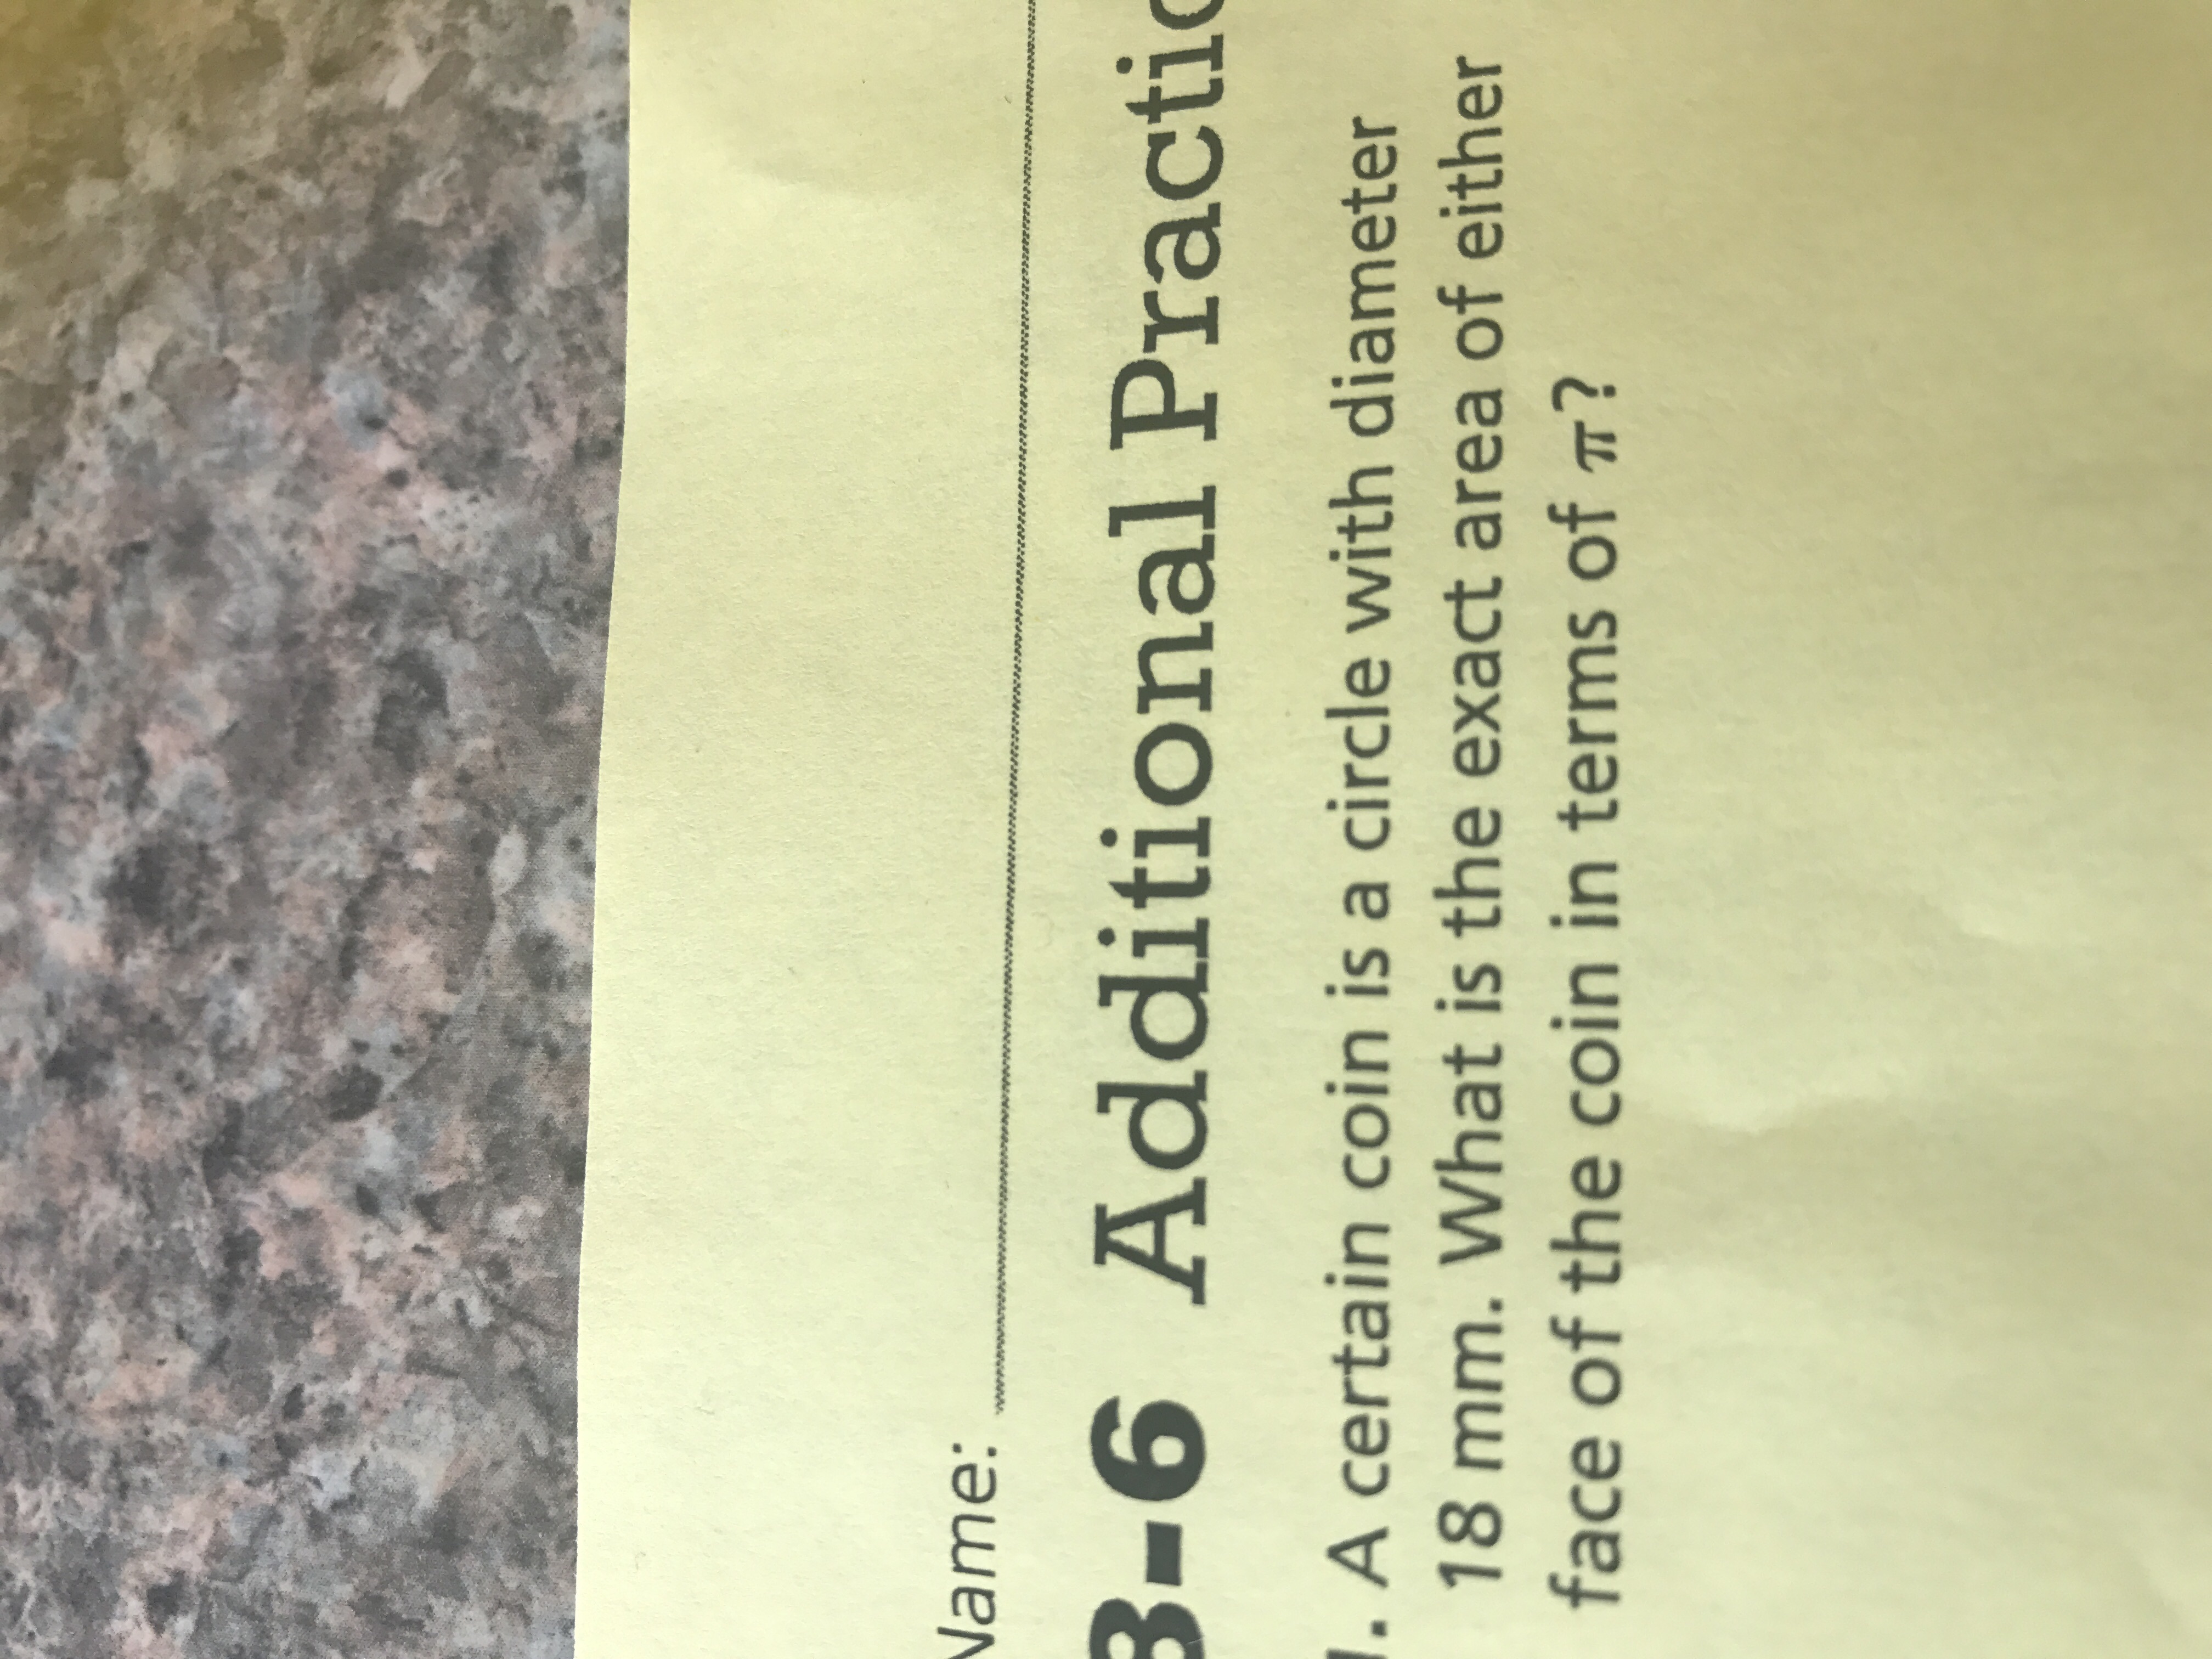 Name:
8-6 Additional Practic
1. A certain coin is a circle with diameter
18 mm. What is the exact area of either
face of the coin in terms of π?